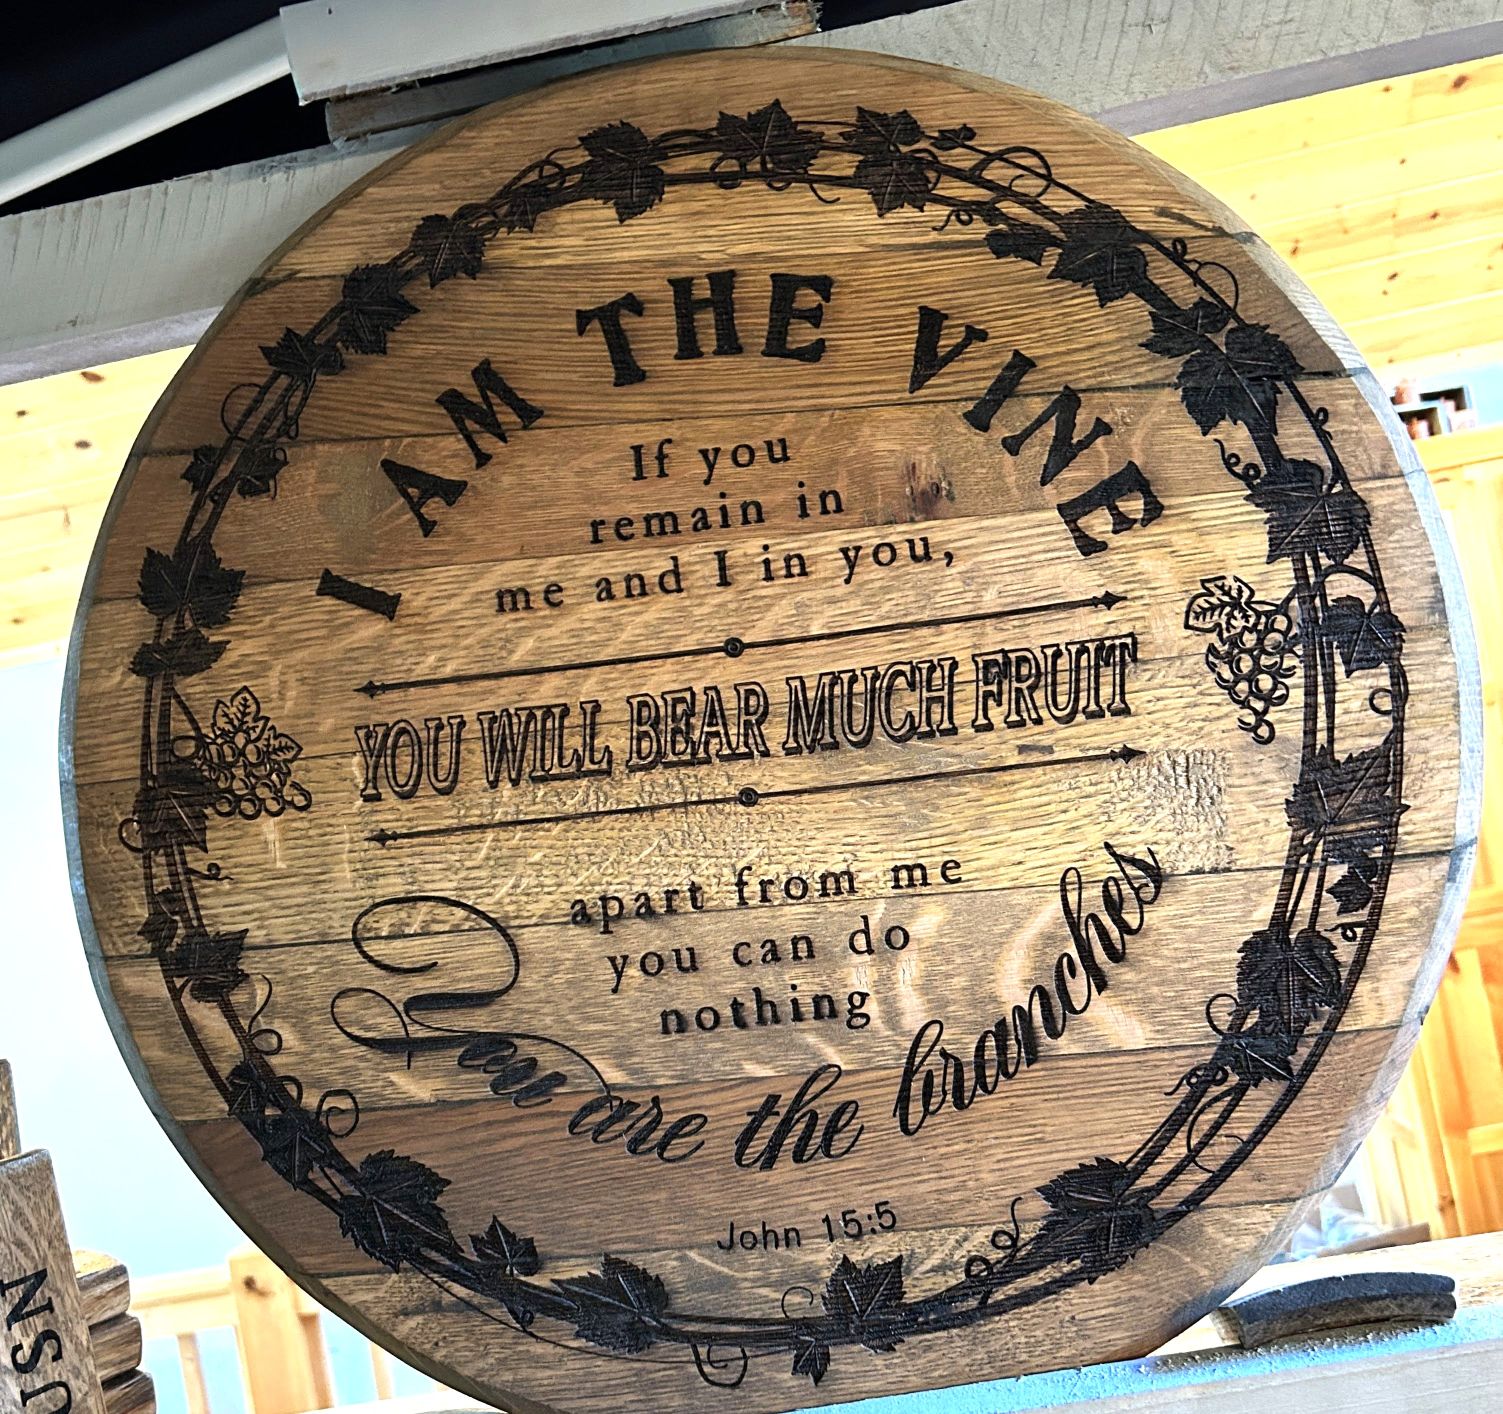 I AM THE VINE
If you
remain in
me and I in you,
YOU WILL BEAR MUCH FRUIT
apart from me
you can do
nothing
You are the branches
John 15:5
USN